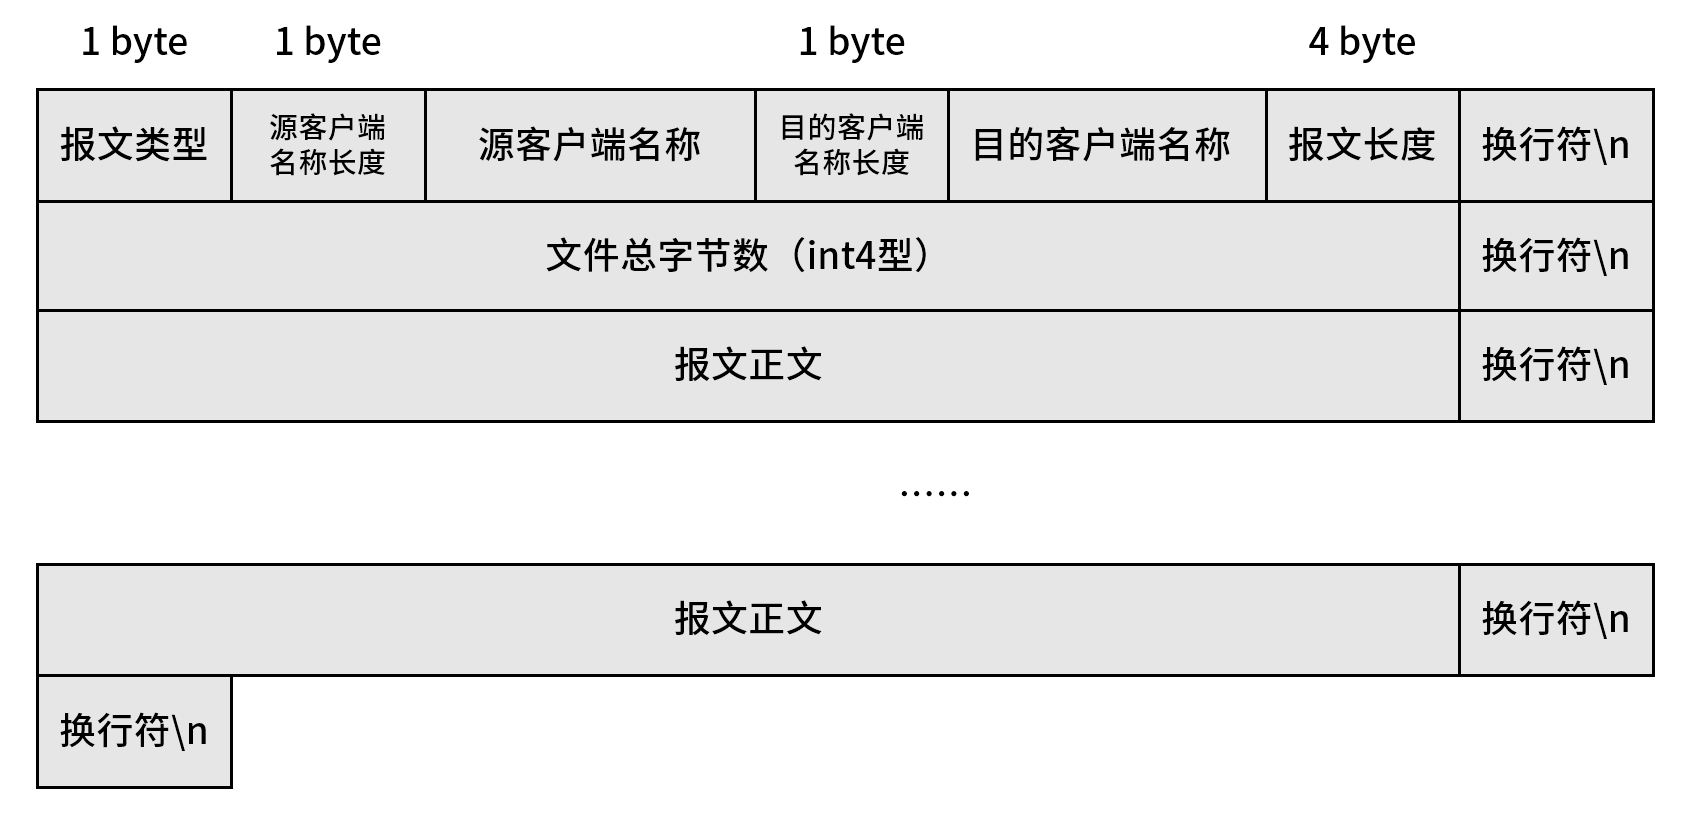 1 byte 1 byte 1 byte 4 byte
报文类型 源客户端名称长度 源客户端名称 目的客户端名称长度 目的客户端名称 报文长度 换行符\n
文件总字节数（int4型） 换行符\n
报文正文 换行符\n
......
报文正文 换行符\n
换行符\n